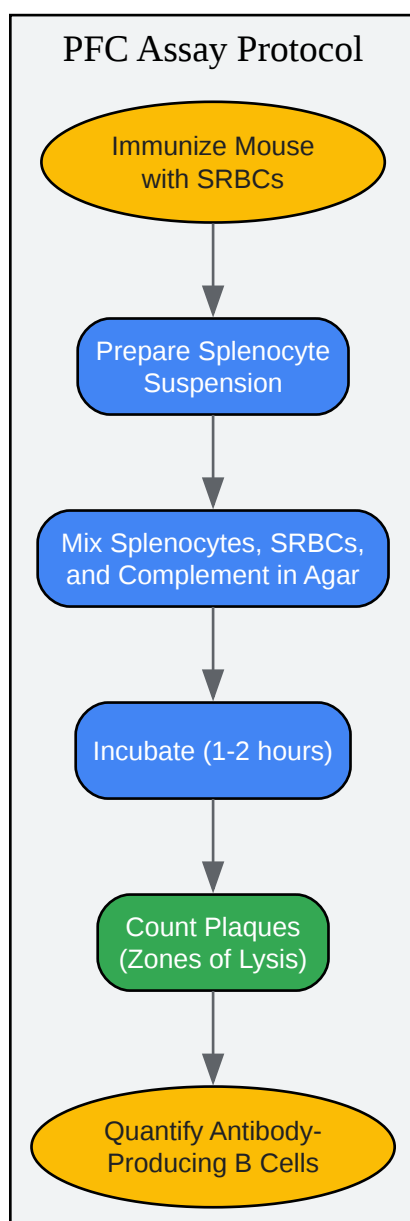 PFC Assay Protocol
Immunize Mouse
with SRBCs
Prepare Splenocyte
Suspension
Mix Splenocytes, SRBCs,
and Complement in Agar
Incubate (1-2 hours)
Count Plaques
(Zones of Lysis)
Quantify Antibody-
Producing B Cells